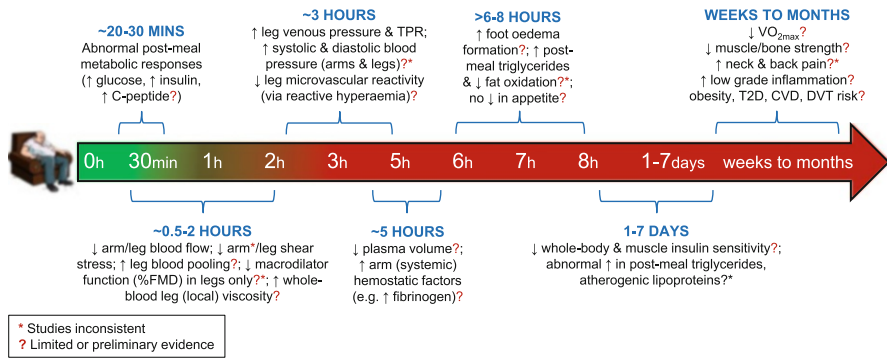 ~20-30 MINS
Abnormal post-meal
metabolic responses
(↑ glucose, ↑ insulin,
↑ C-peptide?)
~3 HOURS
↑ leg venous pressure & TPR;
↑ systolic & diastolic blood
pressure (arms & legs)?*
↓ leg microvascular reactivity
(via reactive hyperaemia)?
>6-8 HOURS
↑ foot oedema
formation?; ↑ post-
meal triglycerides
& ↓ fat oxidation?*;
no ↓ in appetite?
WEEKS TO MONTHS
↓ VO2max?
↓ muscle/bone strength?
↑ neck & back pain?*
↑ low grade inflammation?
obesity, T2D, CVD, DVT risk?
0h 30min 1h 2h 3h 5h 6h 7h 8h 1-7days weeks to months
~0.5-2 HOURS
↓ arm/leg blood flow; ↓ arm*/leg shear
stress; ↑ leg blood pooling?; ↓ macrodilator
function (%FMD) in legs only?*; ↑ whole-
blood leg (local) viscosity?
~5 HOURS
↓ plasma volume?;
↑ arm (systemic)
hemostatic factors
(e.g. ↑ fibrinogen)?
1-7 DAYS
↓ whole-body & muscle insulin sensitivity?;
abnormal ↑ in post-meal triglycerides,
atherogenic lipoproteins?*
* Studies inconsistent
? Limited or preliminary evidence